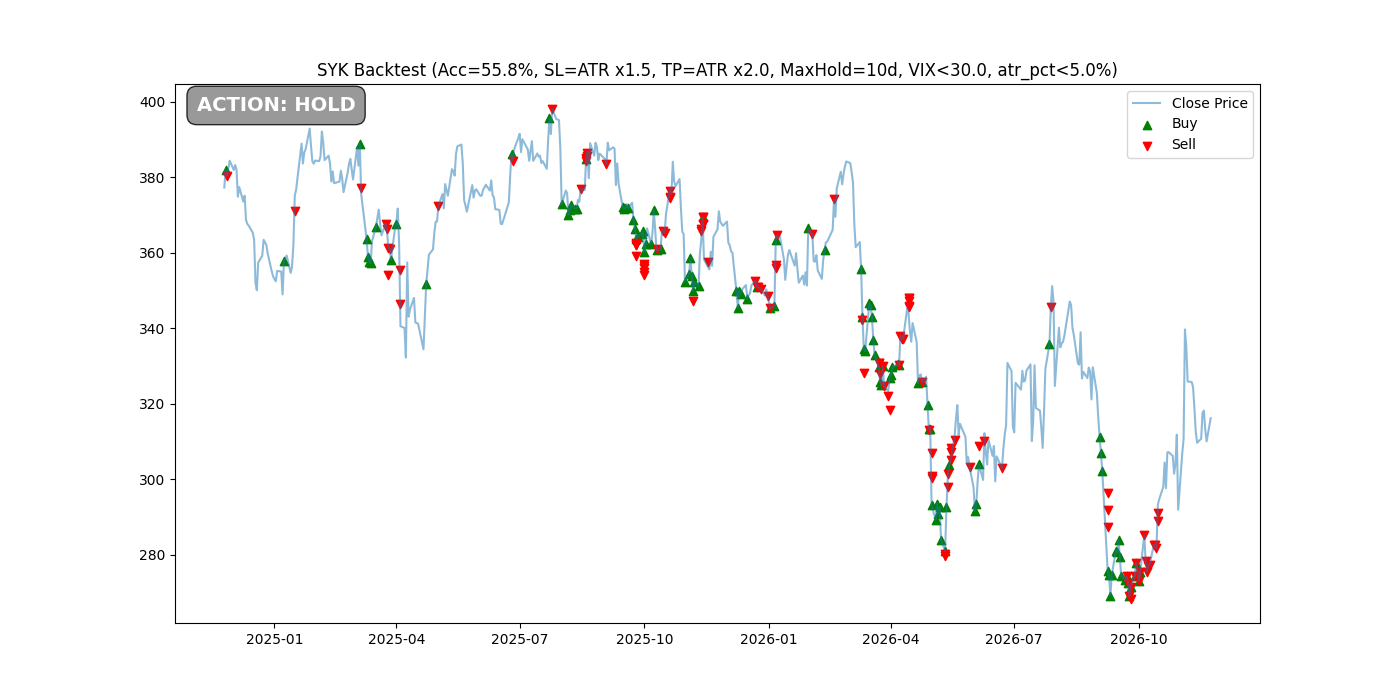 SYK Backtest (Acc=55.8%, SL=ATR x1.5, TP=ATR x2.0, MaxHold=10d, VIX<30.0, atr_pct<5.0%)
ACTION: HOLD
Close Price
Buy
Sell
400
380
360
340
320
300
280
2025-01 2025-04 2025-07 2025-10 2026-01 2026-04 2026-07 2026-10